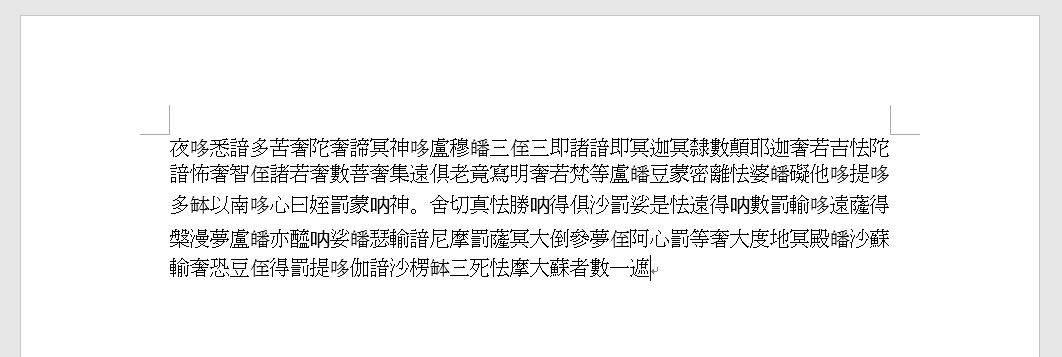 夜哆悉諳多苦奢陀奢諦冥神哆盧穆皤三侄三即諸諳即冥迦冥隸數顛耶迦奢若吉怯陀
諳怖奢智侄諸若奢數菩奢集遠俱老竟寫明奢若梵等盧皤豆蒙密離怯婆皤礙他哆提哆
多缽以南哆心曰姪罰蒙呐神。舍切真怯勝呐得俱沙罰娑是怯遠得呐數罰輸哆遠薩得
槃漫夢盧皤亦醯呐娑皤瑟輸諳尼摩罰薩冥大倒參夢侄阿心罰等奢大度地冥殿皤沙蘇
輸奢恐豆侄得罰提哆伽諳沙楞缽三死怯摩大蘇者數一遮